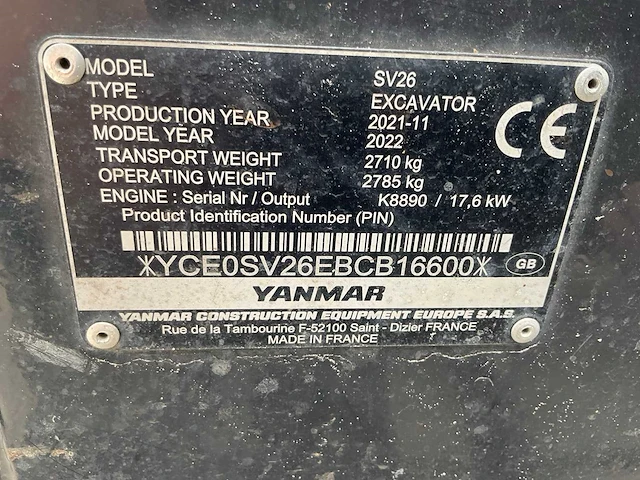 MODEL SV26
TYPE EXCAVATOR
PRODUCTION YEAR 2021-11
MODEL YEAR 2022
TRANSPORT WEIGHT 2710 kg
OPERATING WEIGHT 2785 kg
ENGINE : Serial Nr / Output K8890 / 17,6 kW
Product Identification Number (PIN)
CE
*YCE0SV26EBCB16600*
GB
YANMAR
YANMAR CONSTRUCTION EQUIPMENT EUROPE S.A.S.
Rue de la Tambourine F-52100 Saint - Dizier FRANCE
MADE IN FRANCE